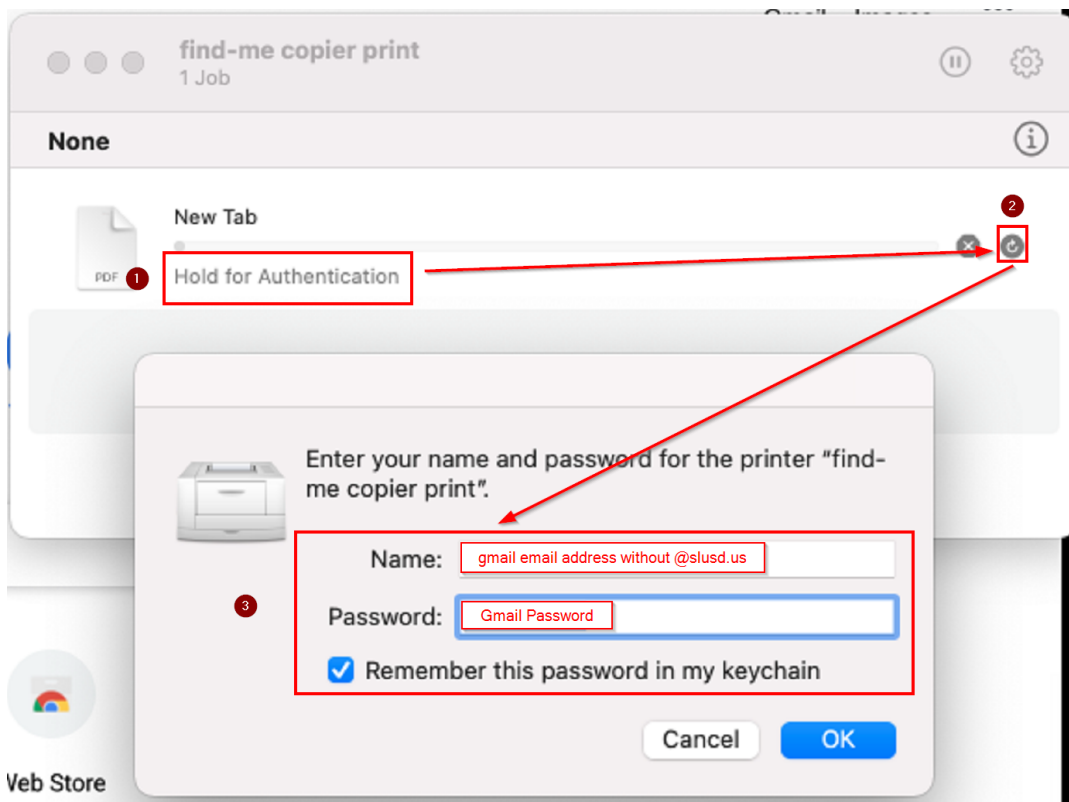 find-me copier print
1 Job
None
New Tab
2
PDF
1
Hold for Authentication
Enter your name and password for the printer “find-
me copier print”.
Name: gmail email address without @slusd.us
3
Password: Gmail Password
Remember this password in my keychain
Cancel OK
Web Store